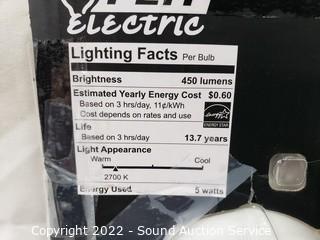 Electric
Lighting Facts Per Bulb
Brightness 450 lumens
Estimated Yearly Energy Cost $0.60
Based on 3 hrs/day, 11¢/kWh
Cost depends on rates and use
ENERGY STAR
Life
Based on 3 hrs/day 13.7 years
Light Appearance
Warm Cool
2700 K
Energy Used 5 watts
Copyright 2022 - Sound Auction Service